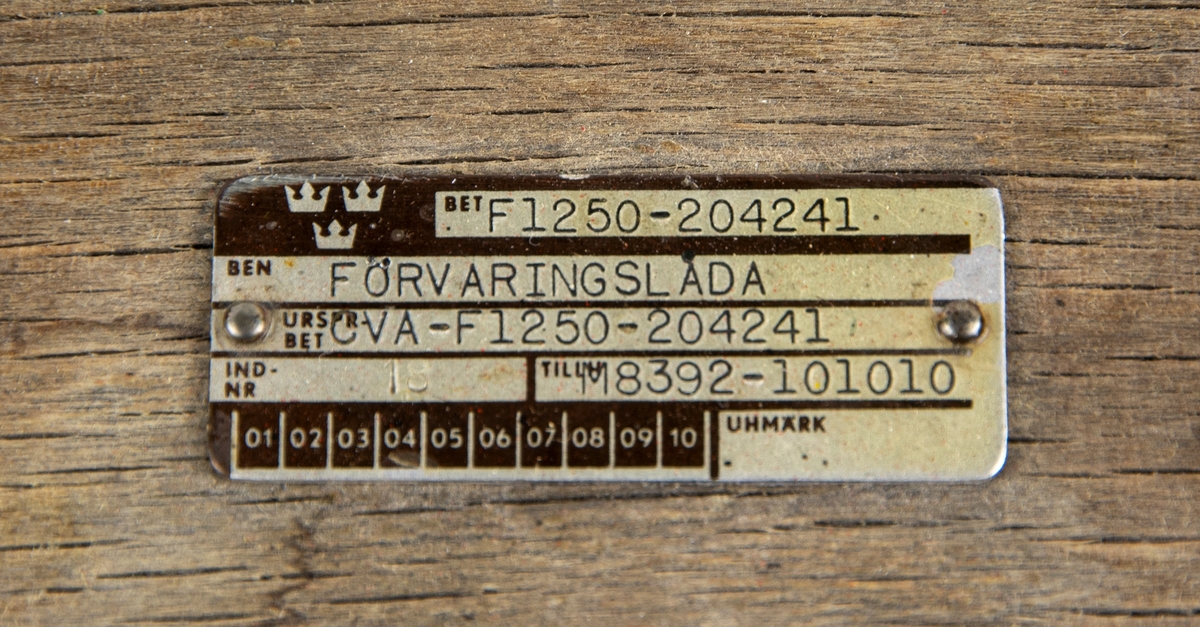 BET F1250-204241
BEN FÖRVARINGSLÅDA
URSPR- BET CVA-F1250-204241
IND- NR 18 TILLH M8392-101010
01 02 03 04 05 06 07 08 09 10 UHMÄRK